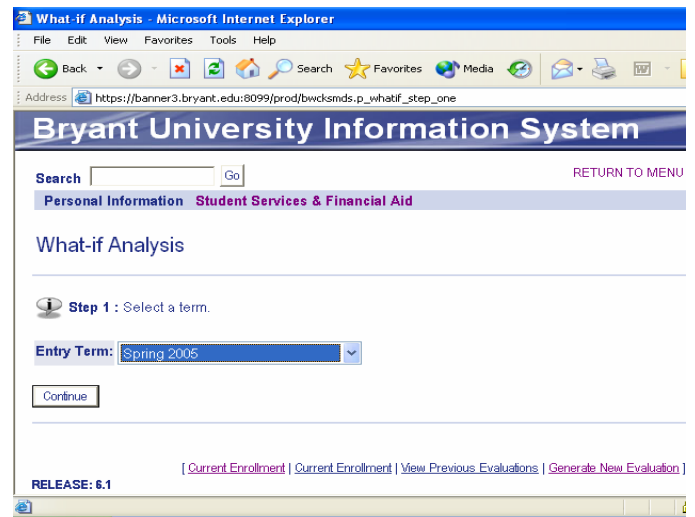 What-if Analysis - Microsoft Internet Explorer
File Edit View Favorites Tools Help
Back Search Favorites Media
Address https://banner3.bryant.edu:8099/prod/bwcksmds.p_whatif_step_one
Bryant University Information System
Search Go RETURN TO MENU
Personal Information Student Services & Financial Aid
What-if Analysis
Step 1 : Select a term.
Entry Term: Spring 2005
Continue
[ Current Enrollment | Current Enrollment | View Previous Evaluations | Generate New Evaluation ]
RELEASE: 6.1